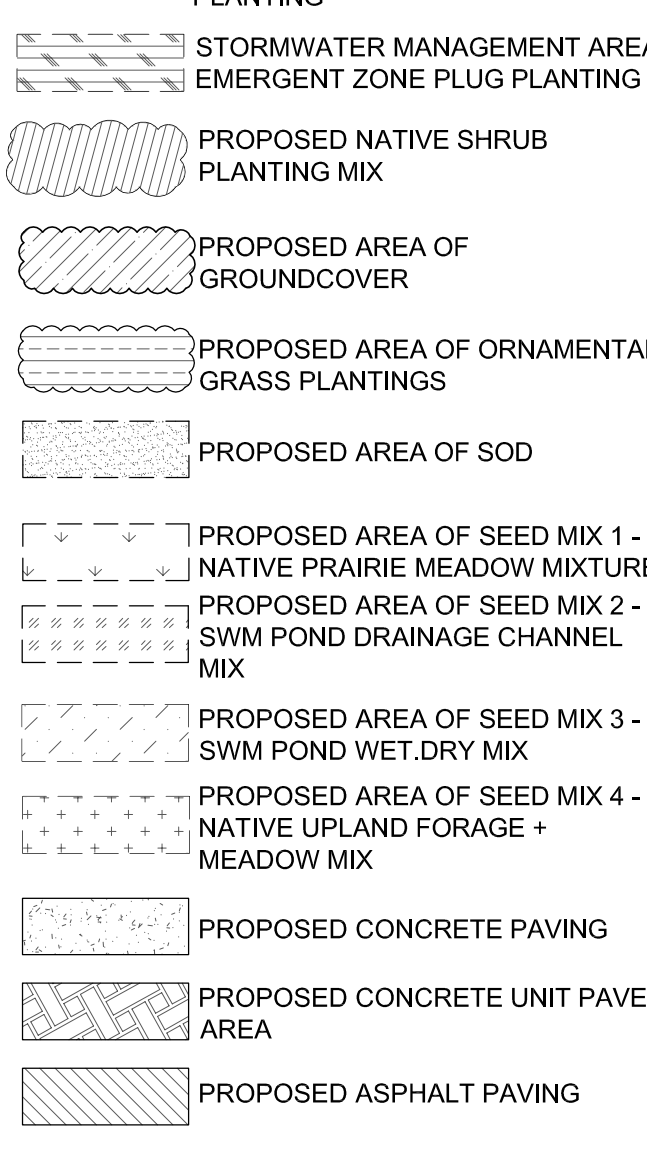 PLANTING
STORMWATER MANAGEMENT AREA
EMERGENT ZONE PLUG PLANTING
PROPOSED NATIVE SHRUB
PLANTING MIX
PROPOSED AREA OF
GROUNDCOVER
PROPOSED AREA OF ORNAMENTAL
GRASS PLANTINGS
PROPOSED AREA OF SOD
PROPOSED AREA OF SEED MIX 1 -
NATIVE PRAIRIE MEADOW MIXTURE
PROPOSED AREA OF SEED MIX 2 -
SWM POND DRAINAGE CHANNEL
MIX
PROPOSED AREA OF SEED MIX 3 -
SWM POND WET.DRY MIX
PROPOSED AREA OF SEED MIX 4 -
NATIVE UPLAND FORAGE +
MEADOW MIX
PROPOSED CONCRETE PAVING
PROPOSED CONCRETE UNIT PAVE
AREA
PROPOSED ASPHALT PAVING